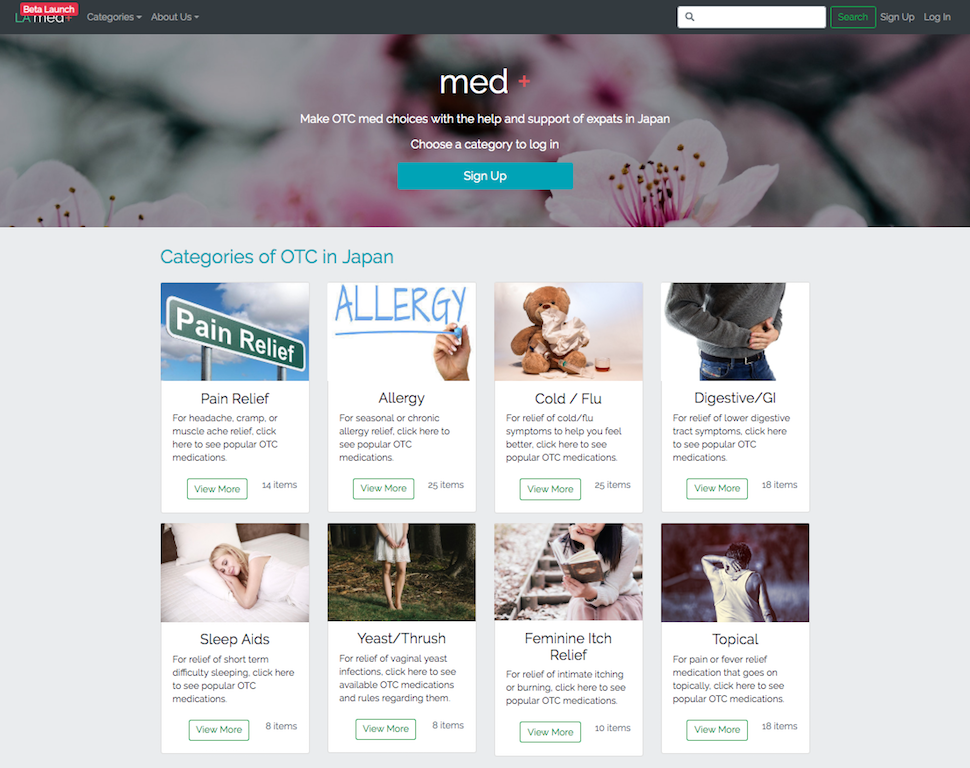 Beta Launch
LA med+
Categories
About Us
Search
Sign Up
Log In
med +
Make OTC med choices with the help and support of expats in Japan
Choose a category to log in
Sign Up
Categories of OTC in Japan
Pain Relief
Pain Relief
For headache, cramp, or
muscle ache relief, click
here to see popular OTC
medications.
View More
14 items
ALLERGY
Allergy
For seasonal or chronic
allergy relief, click here to
see popular OTC
medications.
View More
25 items
Cold / Flu
For relief of cold/flu
symptoms to help you feel
better, click here to see
popular OTC medications.
View More
25 items
Digestive/GI
For relief of lower digestive
tract symptoms, click here
to see popular OTC
medications.
View More
18 items
Sleep Aids
For relief of short term
difficulty sleeping, click here
to see popular OTC
medications.
View More
8 items
Yeast/Thrush
For relief of vaginal yeast
infections, click here to see
available OTC medications
and rules regarding them.
View More
8 items
Feminine Itch
Relief
For relief of intimate itching
or burning, click here to see
popular OTC medications.
View More
10 items
Topical
For pain or fever relief
medication that goes on
topically, click here to see
popular OTC medications.
View More
18 items